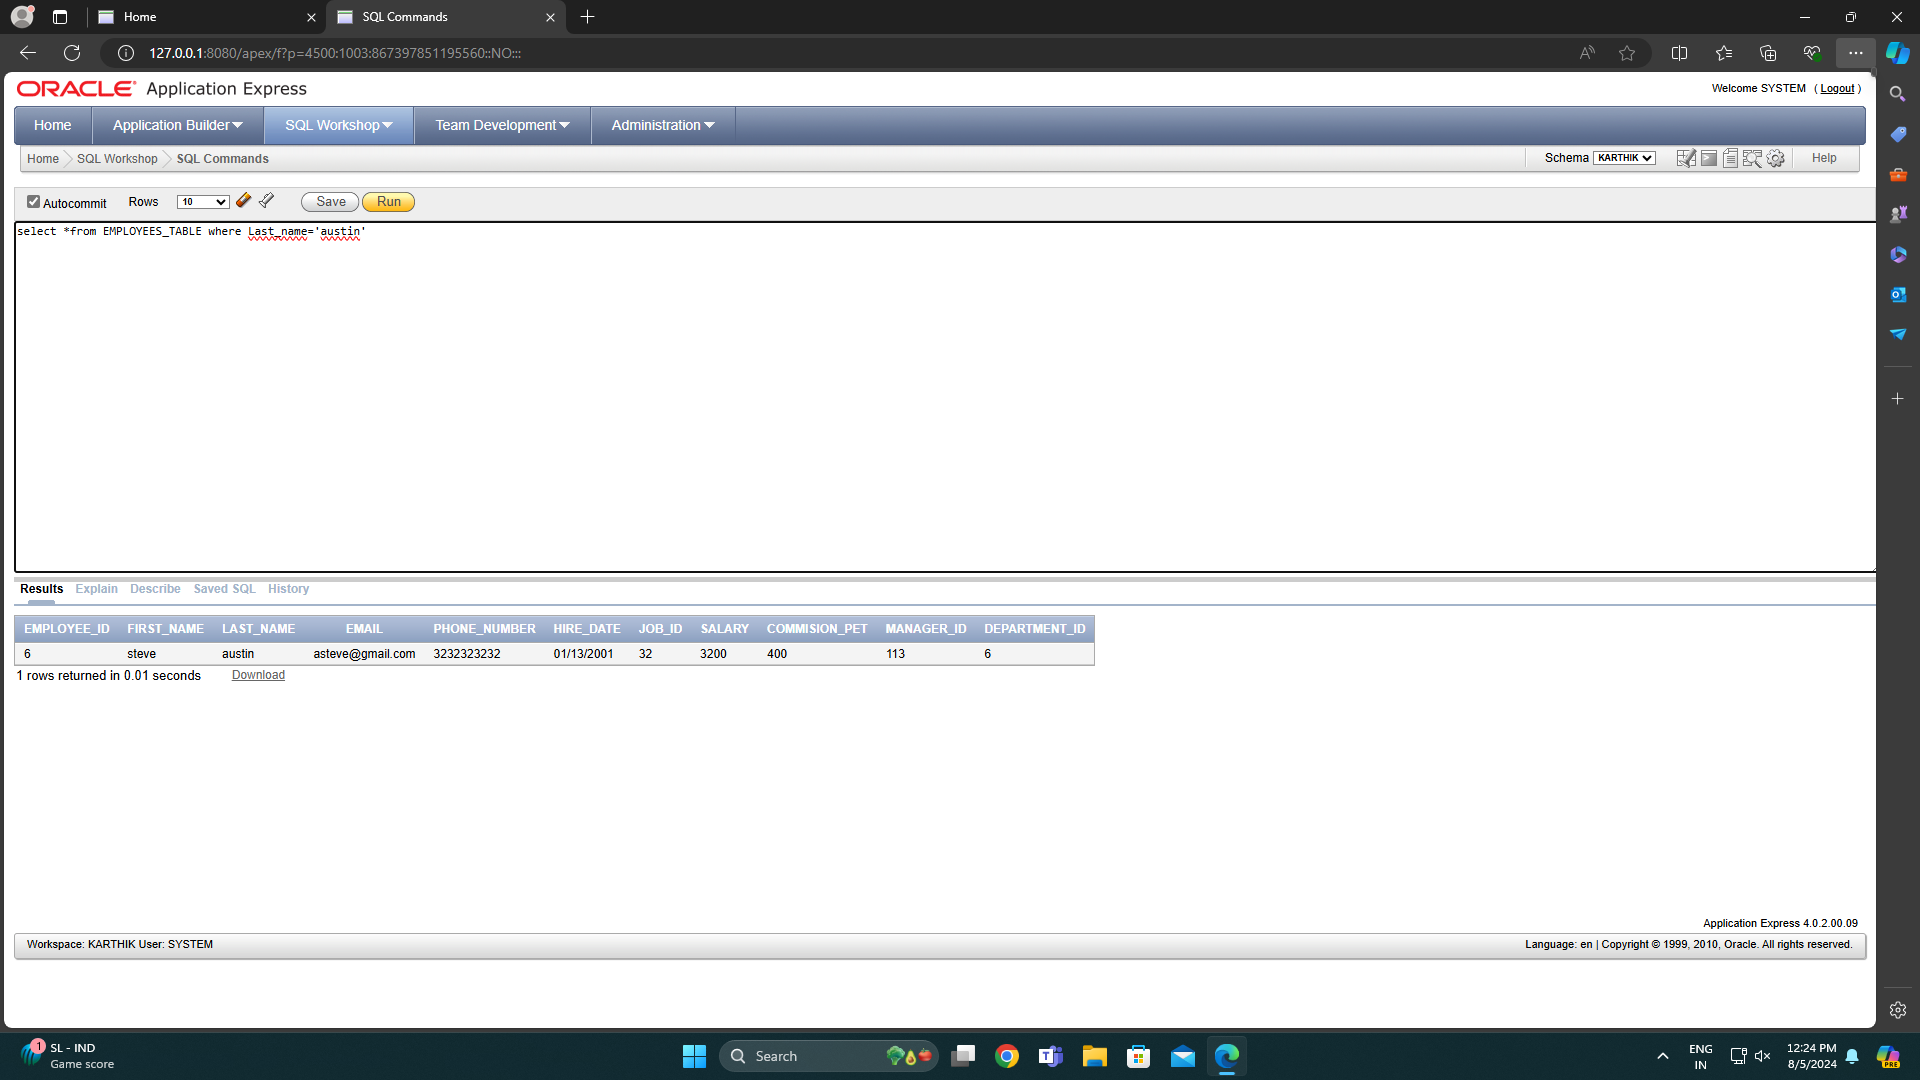 Home
SQL Commands
127.0.0.1:8080/apex/f?p=4500:1003:867397851195560::NO:::
ORACLE Application Express
Welcome SYSTEM ( Logout )
Home Application Builder SQL Workshop Team Development Administration
Home SQL Workshop SQL Commands
Schema KARTHIK Help
Autocommit Rows 10 Save Run
select *from EMPLOYEES_TABLE where Last_name='austin'
Results Explain Describe Saved SQL History
EMPLOYEE_ID FIRST_NAME LAST_NAME EMAIL PHONE_NUMBER HIRE_DATE JOB_ID SALARY COMMISION_PET MANAGER_ID DEPARTMENT_ID
6 steve austin asteve@gmail.com 3232323232 01/13/2001 32 3200 400 113 6
1 rows returned in 0.01 seconds Download
Application Express 4.0.2.00.09
Workspace: KARTHIK User: SYSTEM
Language: en | Copyright © 1999, 2010, Oracle. All rights reserved.
1
SL - IND
Game score
Search
ENG
IN
12:24 PM
8/5/2024
PRE